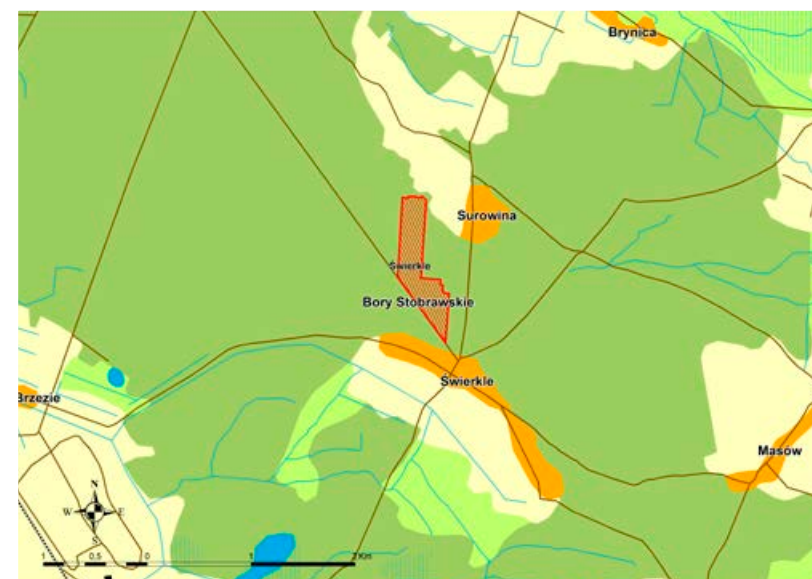 Brynica
Surowina
Świerkle
Bory Stobrawskie
Świerkle
Brzezie
Masów
N
W E
S
1 0.5 0 1 2 Km